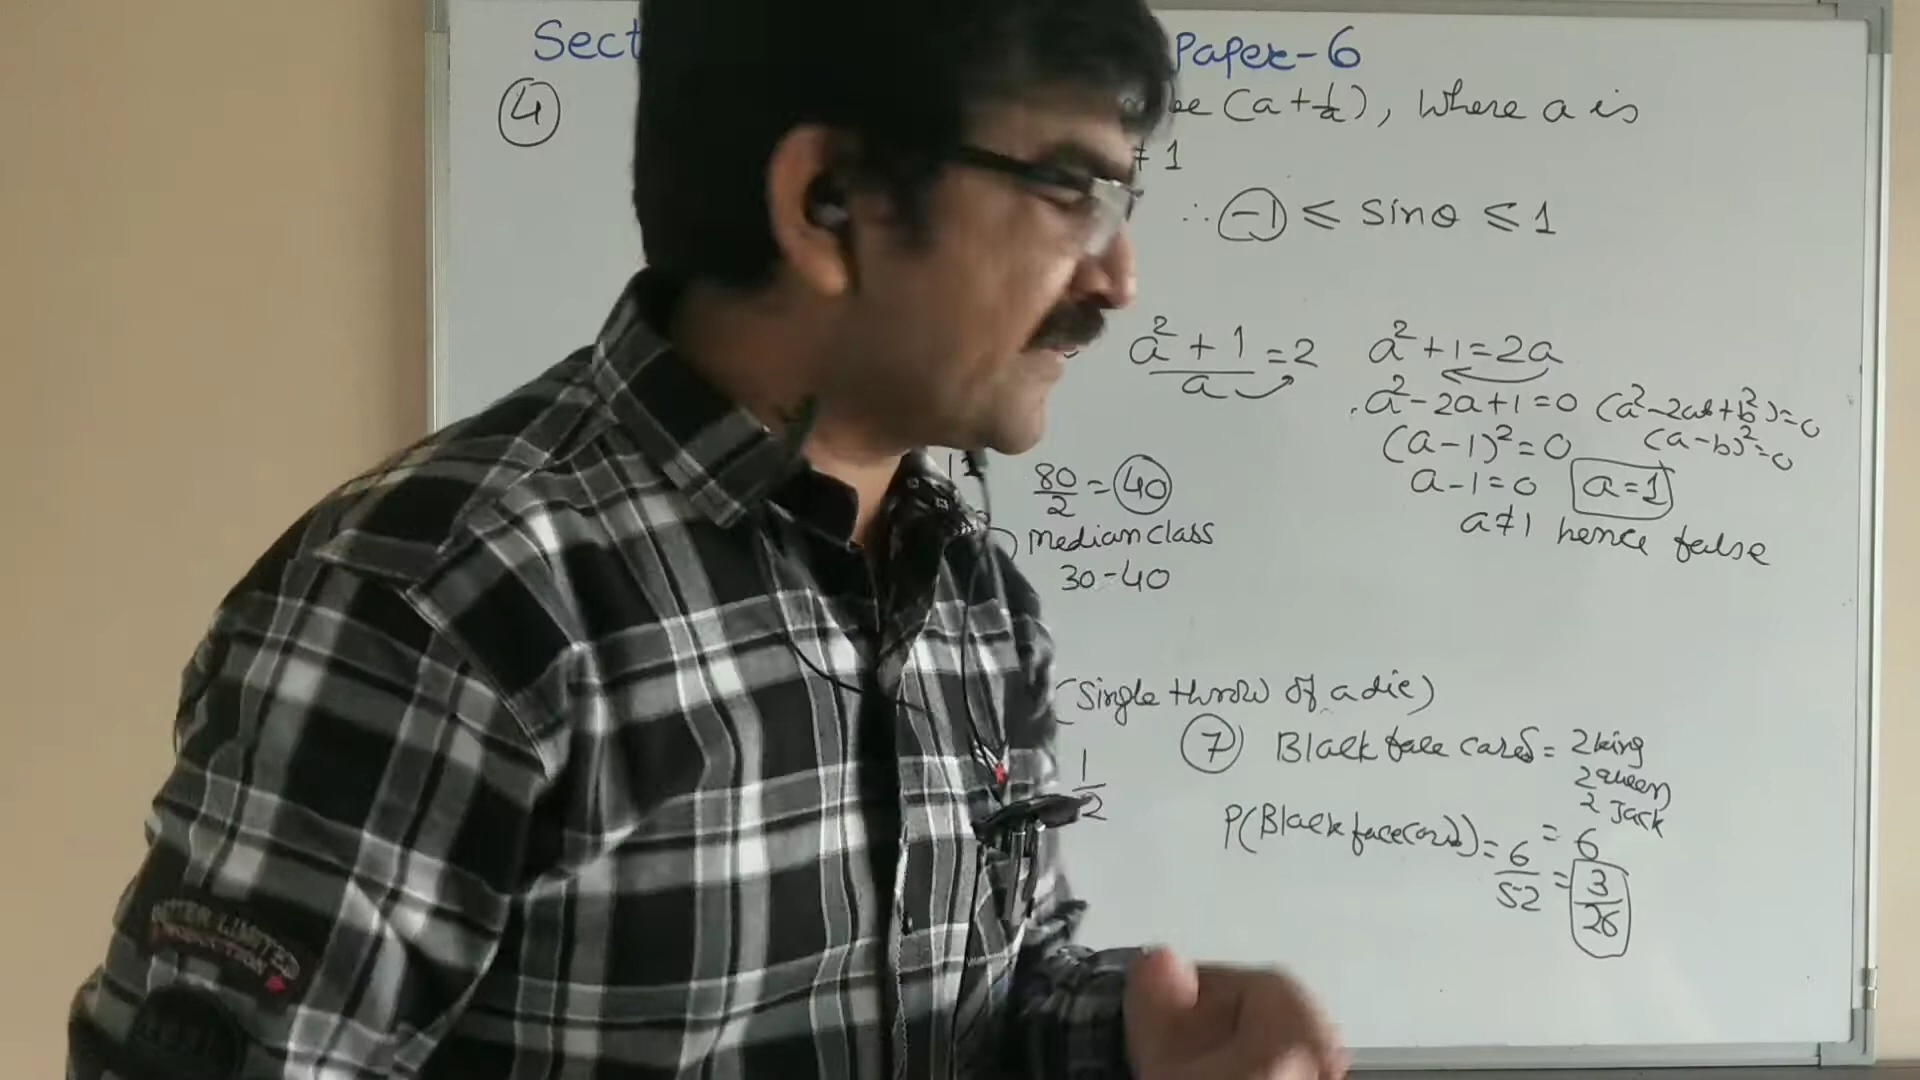 Sect
Paper-6
④
be (a + 1/a), Where a is
≠ 1
∴ -1 ≤ Sinθ ≤ 1
a² + 1 / a = 2
a² + 1 = 2a
a² - 2a + 1 = 0 (a² - 2ab + b²) = 0
(a - 1)² = 0 (a - b)² = 0
a - 1 = 0 a = 1
a ≠ 1 hence false
80/2 = 40
Median class
30-40
(Single throw of a die)
1/2
⑦ Black face cards = 2 king
2 queen
2 Jack
= 6
P(Black face card) = 6/52 = 3/26
LIMITED